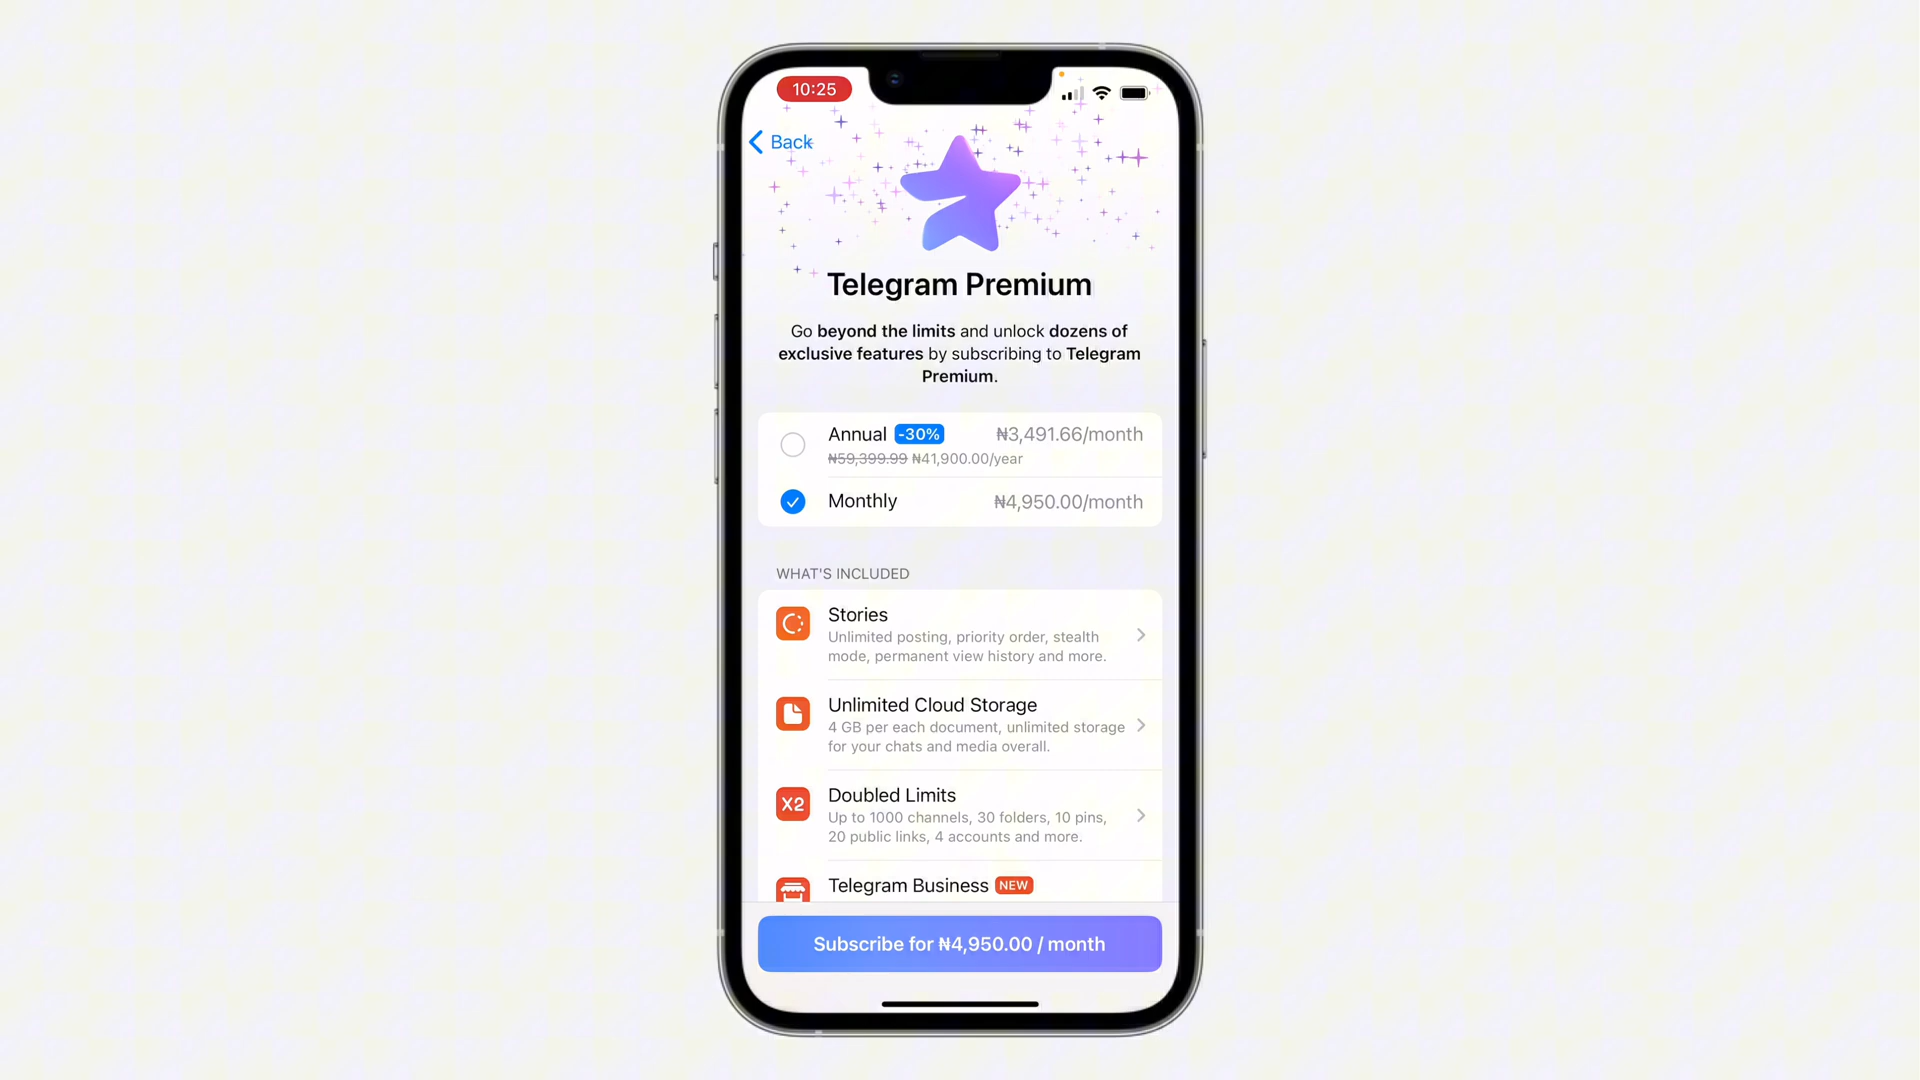 10:25
Back
Telegram Premium
Go beyond the limits and unlock dozens of
exclusive features by subscribing to Telegram
Premium.
Annual -30% ₦3,491.66/month
₦59,399.99 ₦41,900.00/year
Monthly ₦4,950.00/month
WHAT'S INCLUDED
Stories
Unlimited posting, priority order, stealth
mode, permanent view history and more.
Unlimited Cloud Storage
4 GB per each document, unlimited storage
for your chats and media overall.
X2 Doubled Limits
Up to 1000 channels, 30 folders, 10 pins,
20 public links, 4 accounts and more.
Telegram Business NEW
Subscribe for ₦4,950.00 / month